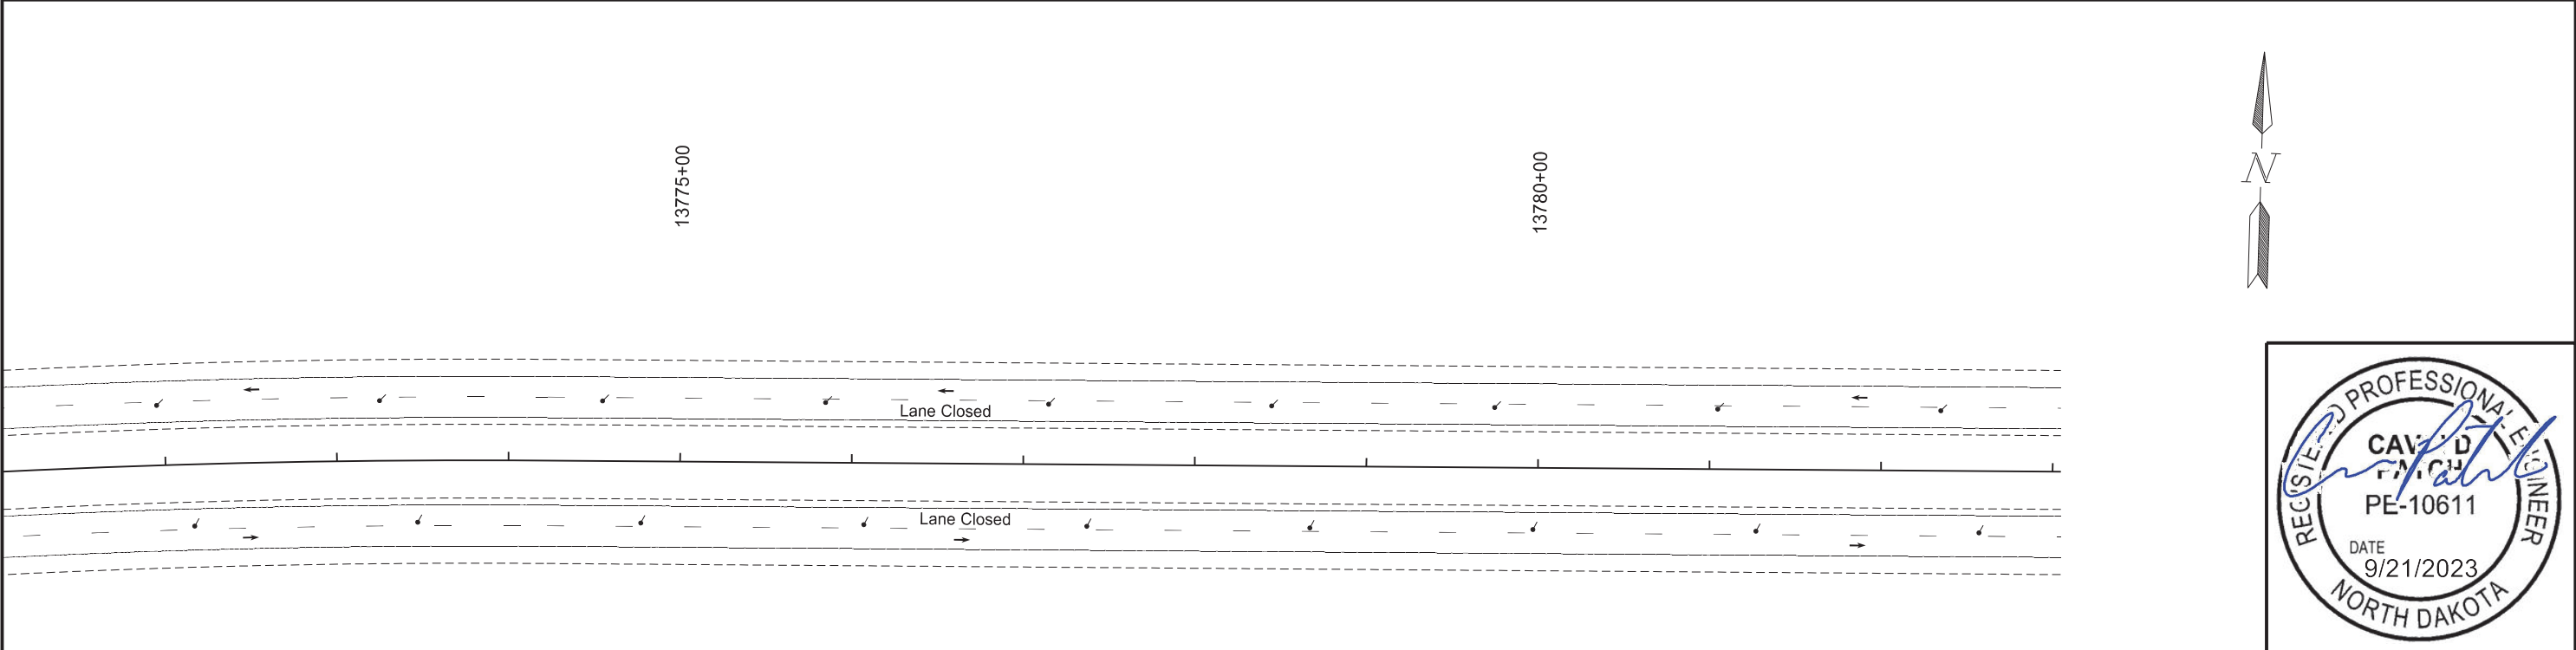 13775+00
13780+00
N
Lane Closed
Lane Closed
PROFESSIONAL
PE-10611
DATE
9/21/2023
NORTH DAKOTA